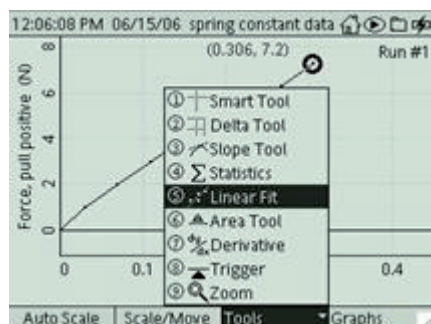 12:06:08 PM 06/15/06 spring constant data
(0.306, 7.2) Run #1
Force, pull positive (N)
8
6
4
2
0
0 0.1 0.4
① Smart Tool
② Delta Tool
③ Slope Tool
④ Σ Statistics
⑤ Linear Fit
⑥ Area Tool
⑦ dy/dx Derivative
⑧ Trigger
⑨ Zoom
Auto Scale Scale/Move Tools Graphs